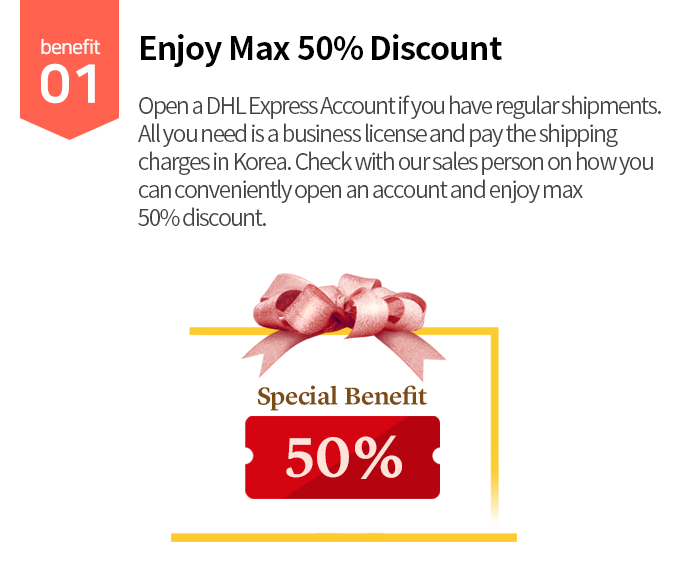 benefit
01
Enjoy Max 50% Discount
Open a DHL Express Account if you have regular shipments.
All you need is a business license and pay the shipping
charges in Korea. Check with our sales person on how you
can conveniently open an account and enjoy max
50% discount.
Special Benefit
50%